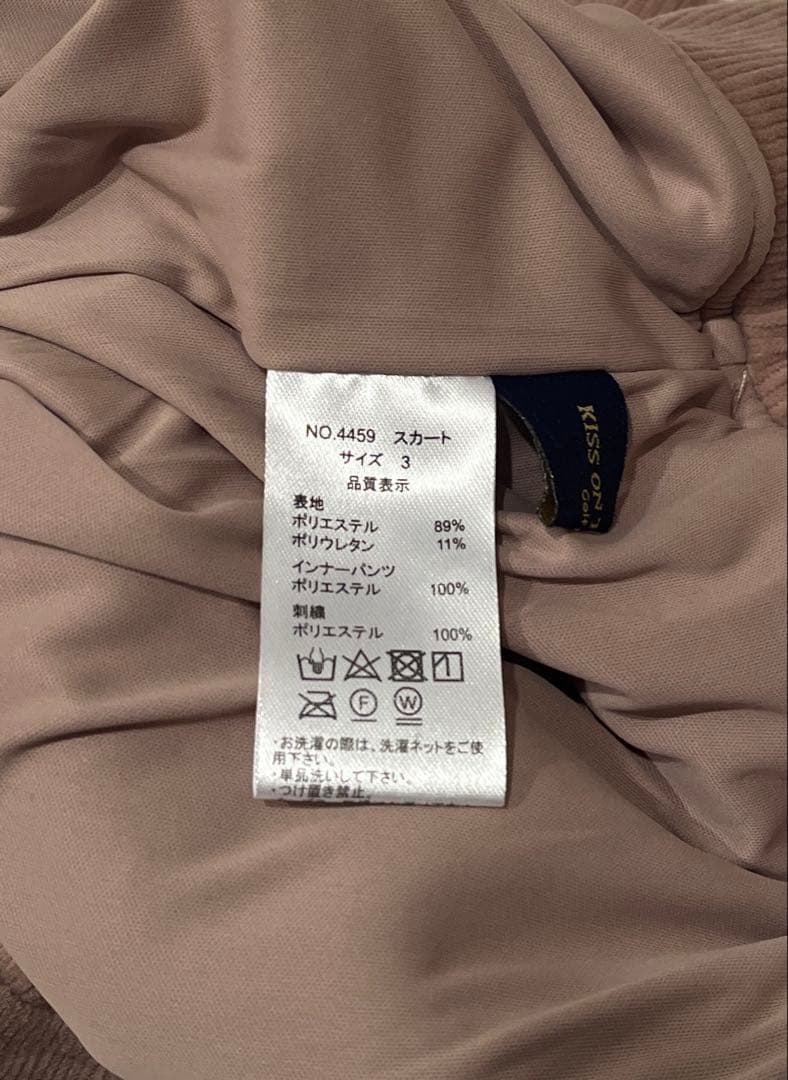 NO.4459 スカート
サイズ 3
品質表示
表地
ポリエステル 89%
ポリウレタン 11%
インナーパンツ
ポリエステル 100%
刺繍
ポリエステル 100%
F W
・お洗濯の際は、洗濯ネットをご使
用下さい。
・単品洗いして下さい。
・つけ置き禁止。
KISS ON